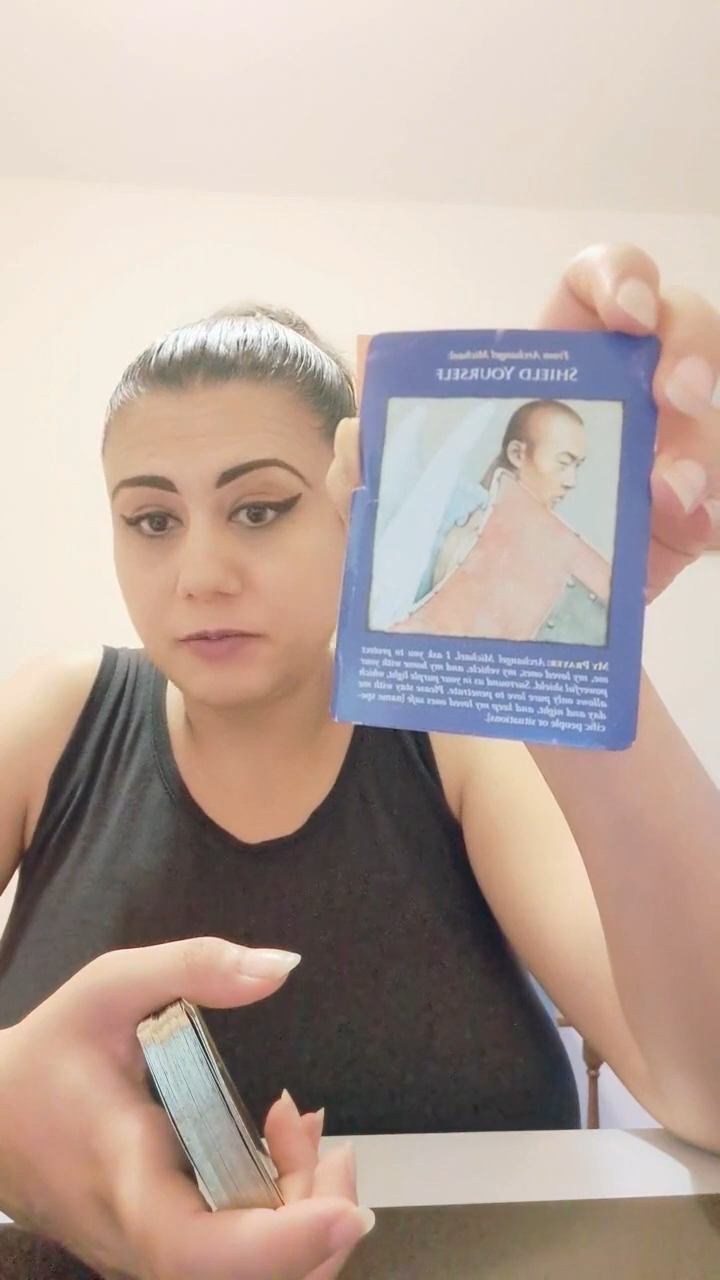 From Archangel Michael:
SHIELD YOURSELF
MY PRAYER: Archangel Michael, I ask you to protect
me, my loved ones, my vehicle, and my home with your
powerful shield. Surround us in your purple light, which
allows only pure love to penetrate. Please stay with me
day and night, and keep my loved ones safe [name spe-
cific people or situations].